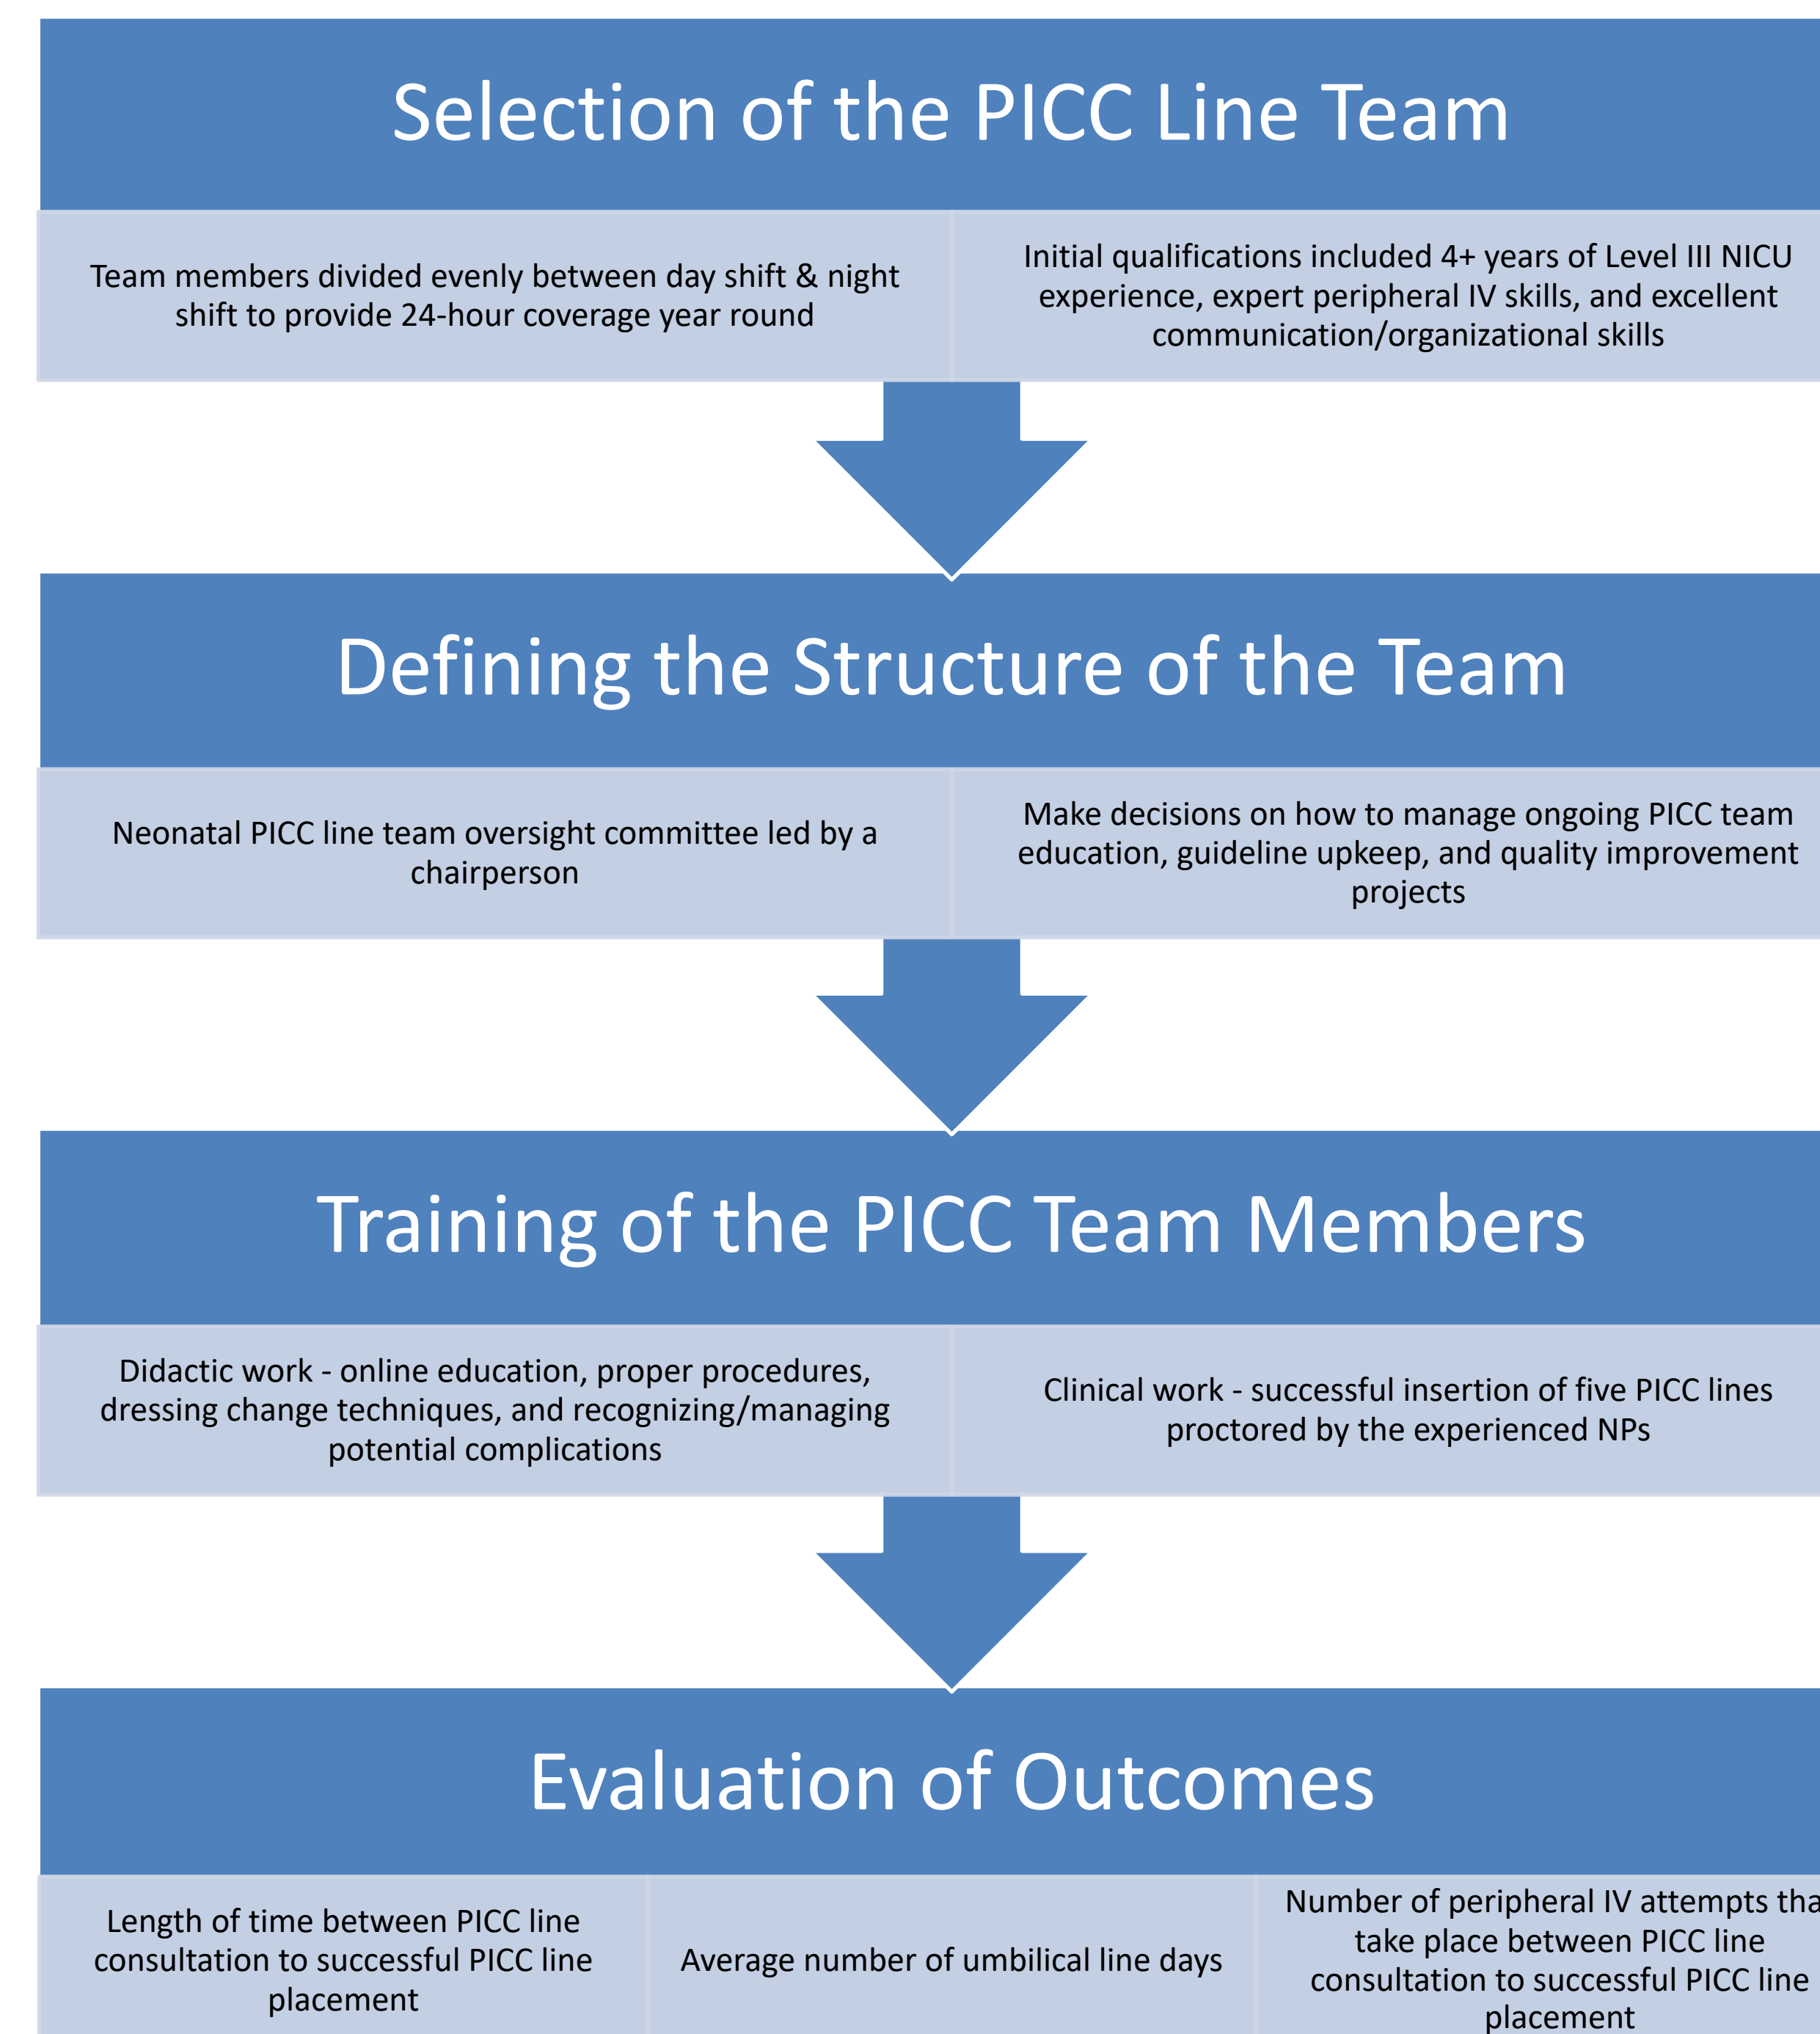 Selection of the PICC Line Team
Team members divided evenly between day shift & night
shift to provide 24-hour coverage year round
Initial qualifications included 4+ years of Level III NICU
experience, expert peripheral IV skills, and excellent
communication/organizational skills
Defining the Structure of the Team
Neonatal PICC line team oversight committee led by a
chairperson
Make decisions on how to manage ongoing PICC team
education, guideline upkeep, and quality improvement
projects
Training of the PICC Team Members
Didactic work - online education, proper procedures,
dressing change techniques, and recognizing/managing
potential complications
Clinical work - successful insertion of five PICC lines
proctored by the experienced NPs
Evaluation of Outcomes
Length of time between PICC line
consultation to successful PICC line
placement
Average number of umbilical line days
Number of peripheral IV attempts tha
take place between PICC line
consultation to successful PICC line
placement